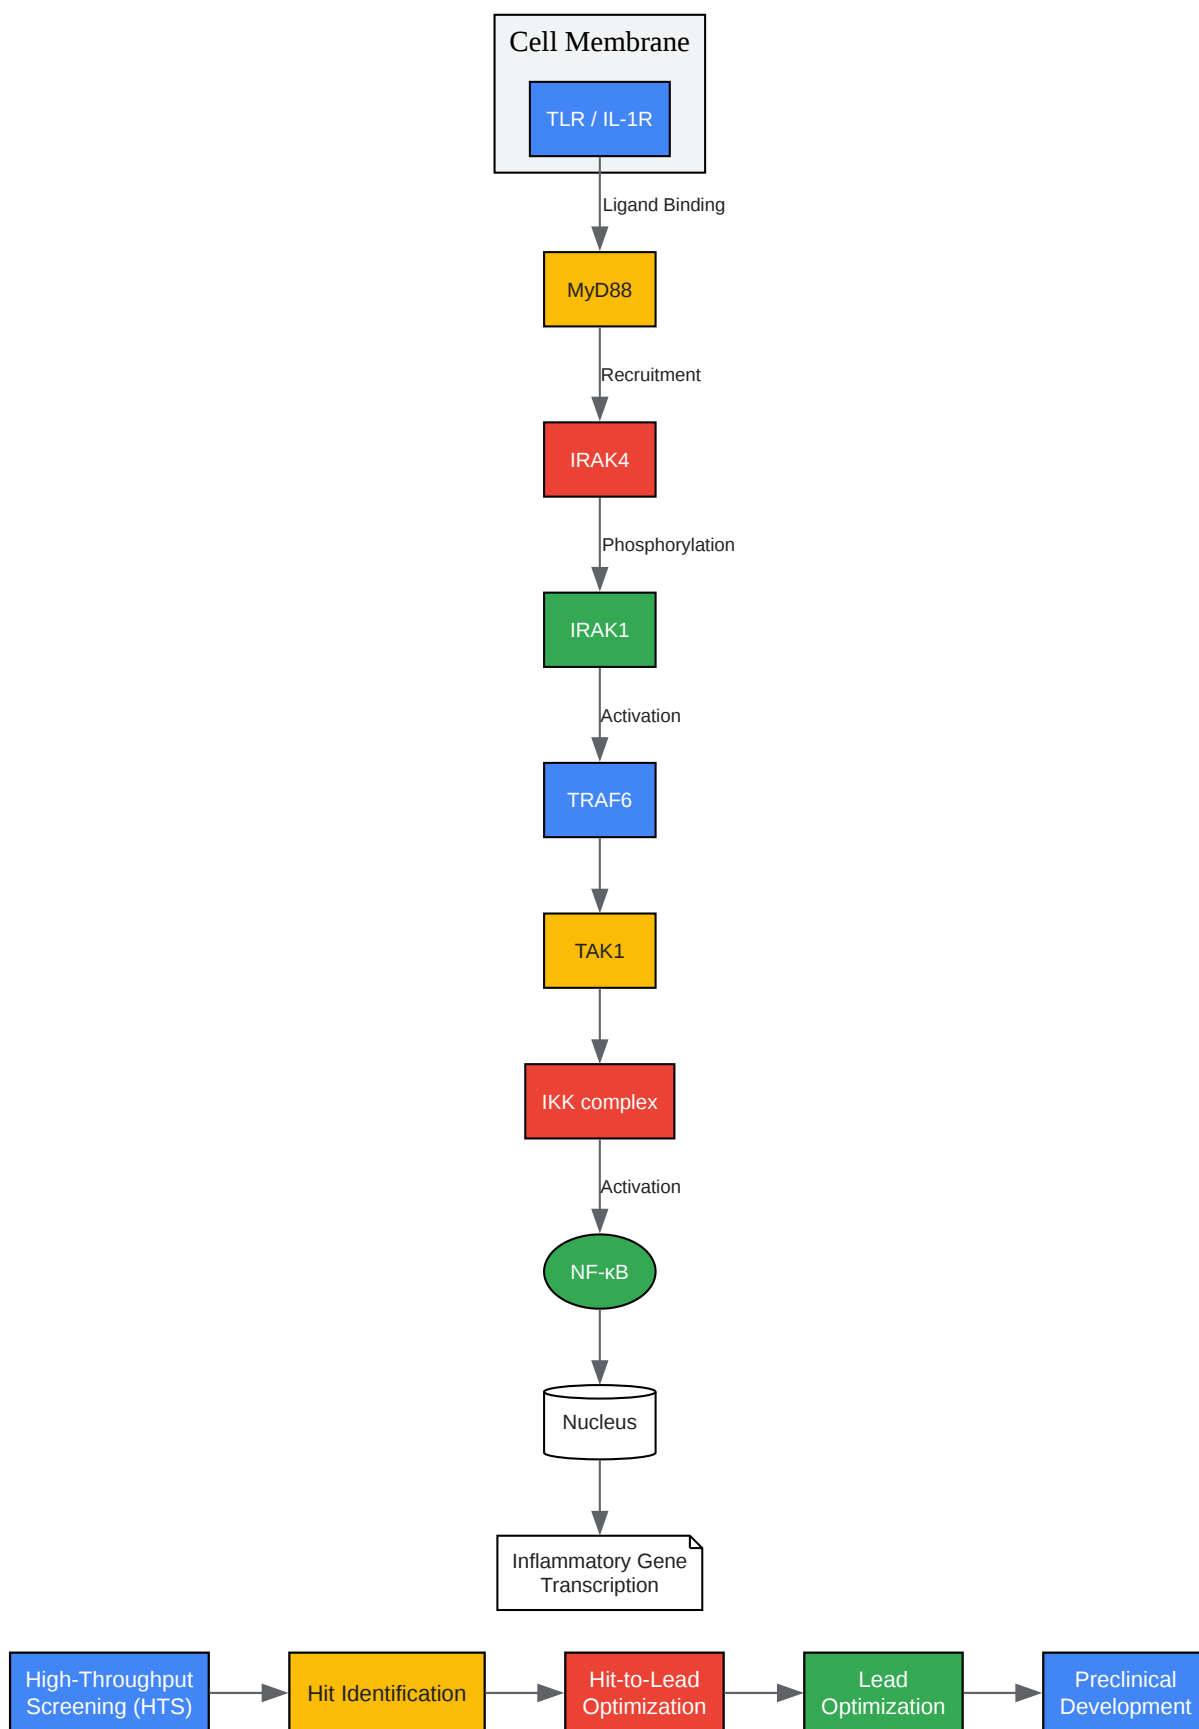 Cell Membrane
TLR / IL-1R
Ligand Binding
MyD88
Recruitment
IRAK4
Phosphorylation
IRAK1
Activation
TRAF6
TAK1
IKK complex
Activation
NF-κB
Nucleus
Inflammatory Gene
Transcription
High-Throughput
Screening (HTS)
Hit Identification
Hit-to-Lead
Optimization
Lead
Optimization
Preclinical
Development